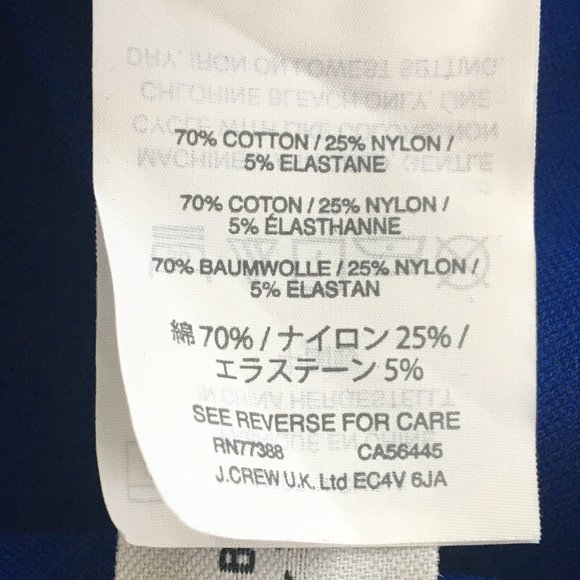 70% COTTON / 25% NYLON /
5% ELASTANE
70% COTON / 25% NYLON /
5% ÉLASTHANNE
70% BAUMWOLLE / 25% NYLON /
5% ELASTAN
綿 70% / ナイロン 25% /
エラステーン 5%
SEE REVERSE FOR CARE
RN77388 CA56445
J.CREW U.K. Ltd EC4V 6JA